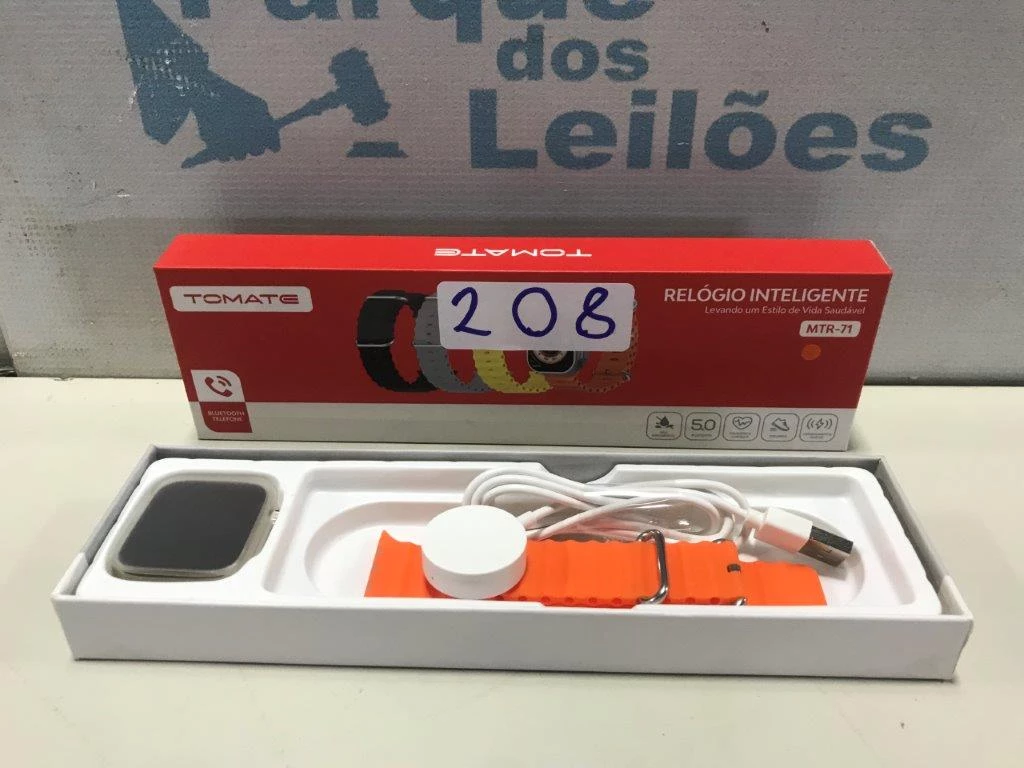 Parque
dos
Leilões
TOMATE
TOMATE
208
RELÓGIO INTELIGENTE
Levando um Estilo de Vida Saudável
MTR-71
BLUETOOTH
TELEFONE
5.0